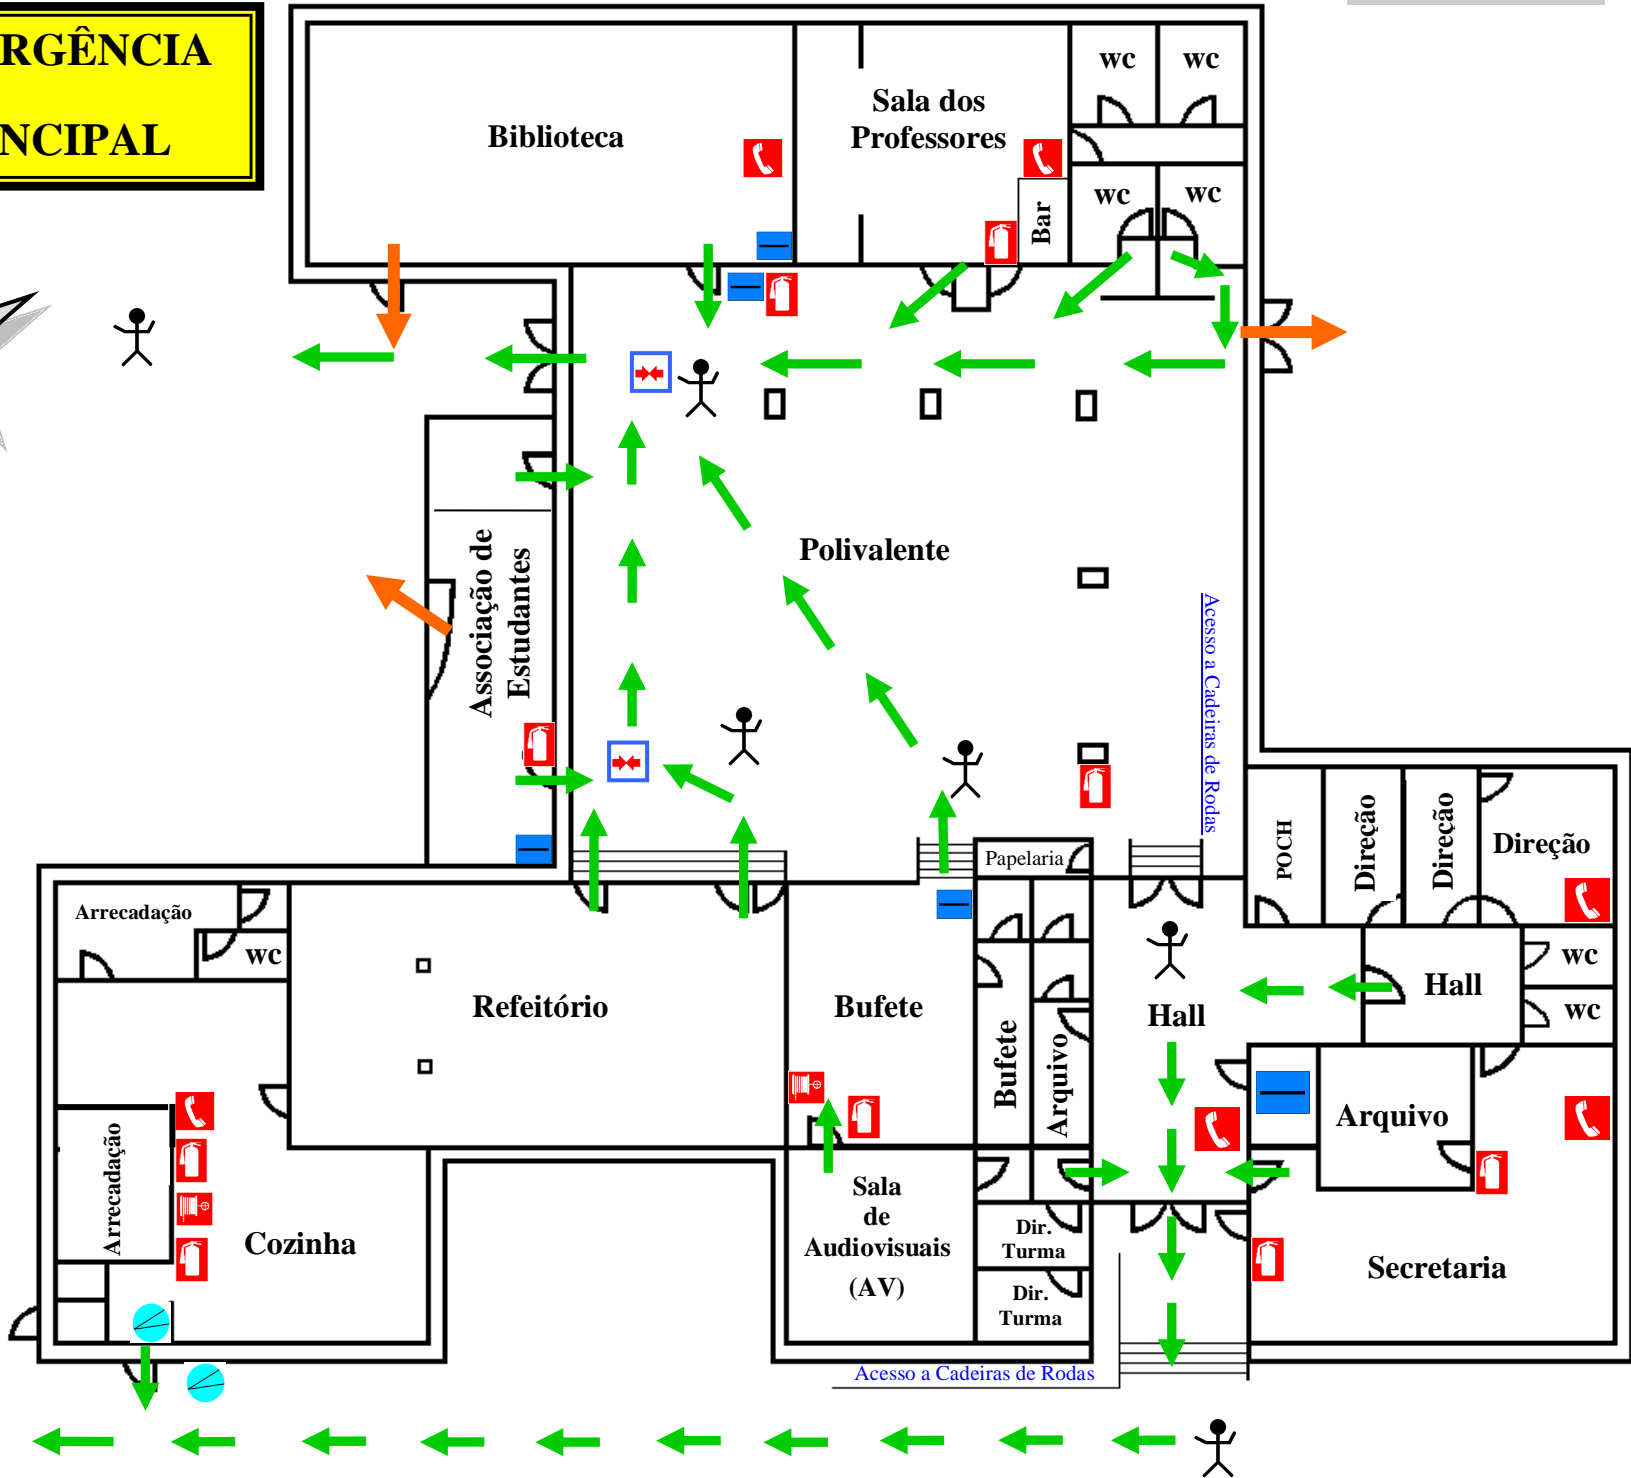 RGÊNCIA
NCIPAL
wc
wc
Sala dos
Professores
Biblioteca
wc
wc
Bar
Associação de
Estudantes
Polivalente
Acesso a Cadeiras de Rodas
POCH
Direção
Direção
Direção
Papelaria
Arrecadação
wc
Refeitório
Bufete
Bufete
Arquivo
Hall
Hall
wc
wc
Arquivo
Arrecadação
Cozinha
Sala
de
Audiovisuais
(AV)
Dir.
Turma
Dir.
Turma
Secretaria
Acesso a Cadeiras de Rodas